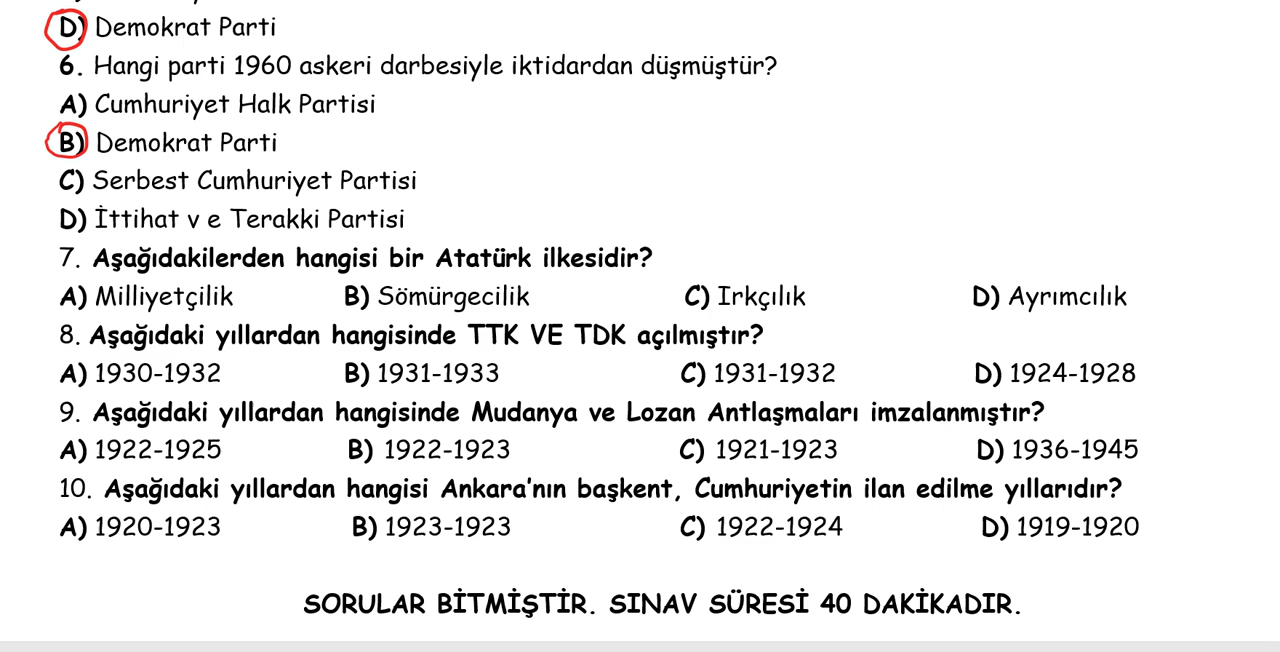 D) Demokrat Parti
6. Hangi parti 1960 askeri darbesiyle iktidardan düşmüştür?
A) Cumhuriyet Halk Partisi
B) Demokrat Parti
C) Serbest Cumhuriyet Partisi
D) İttihat v e Terakki Partisi
7. Aşağıdakilerden hangisi bir Atatürk ilkesidir?
A) Milliyetçilik B) Sömürgecilik C) Irkçılık D) Ayrımcılık
8. Aşağıdaki yıllardan hangisinde TTK VE TDK açılmıştır?
A) 1930-1932 B) 1931-1933 C) 1931-1932 D) 1924-1928
9. Aşağıdaki yıllardan hangisinde Mudanya ve Lozan Antlaşmaları imzalanmıştır?
A) 1922-1925 B) 1922-1923 C) 1921-1923 D) 1936-1945
10. Aşağıdaki yıllardan hangisi Ankara’nın başkent, Cumhuriyetin ilan edilme yıllarıdır?
A) 1920-1923 B) 1923-1923 C) 1922-1924 D) 1919-1920
SORULAR BİTMİŞTİR. SINAV SÜRESİ 40 DAKİKADIR.